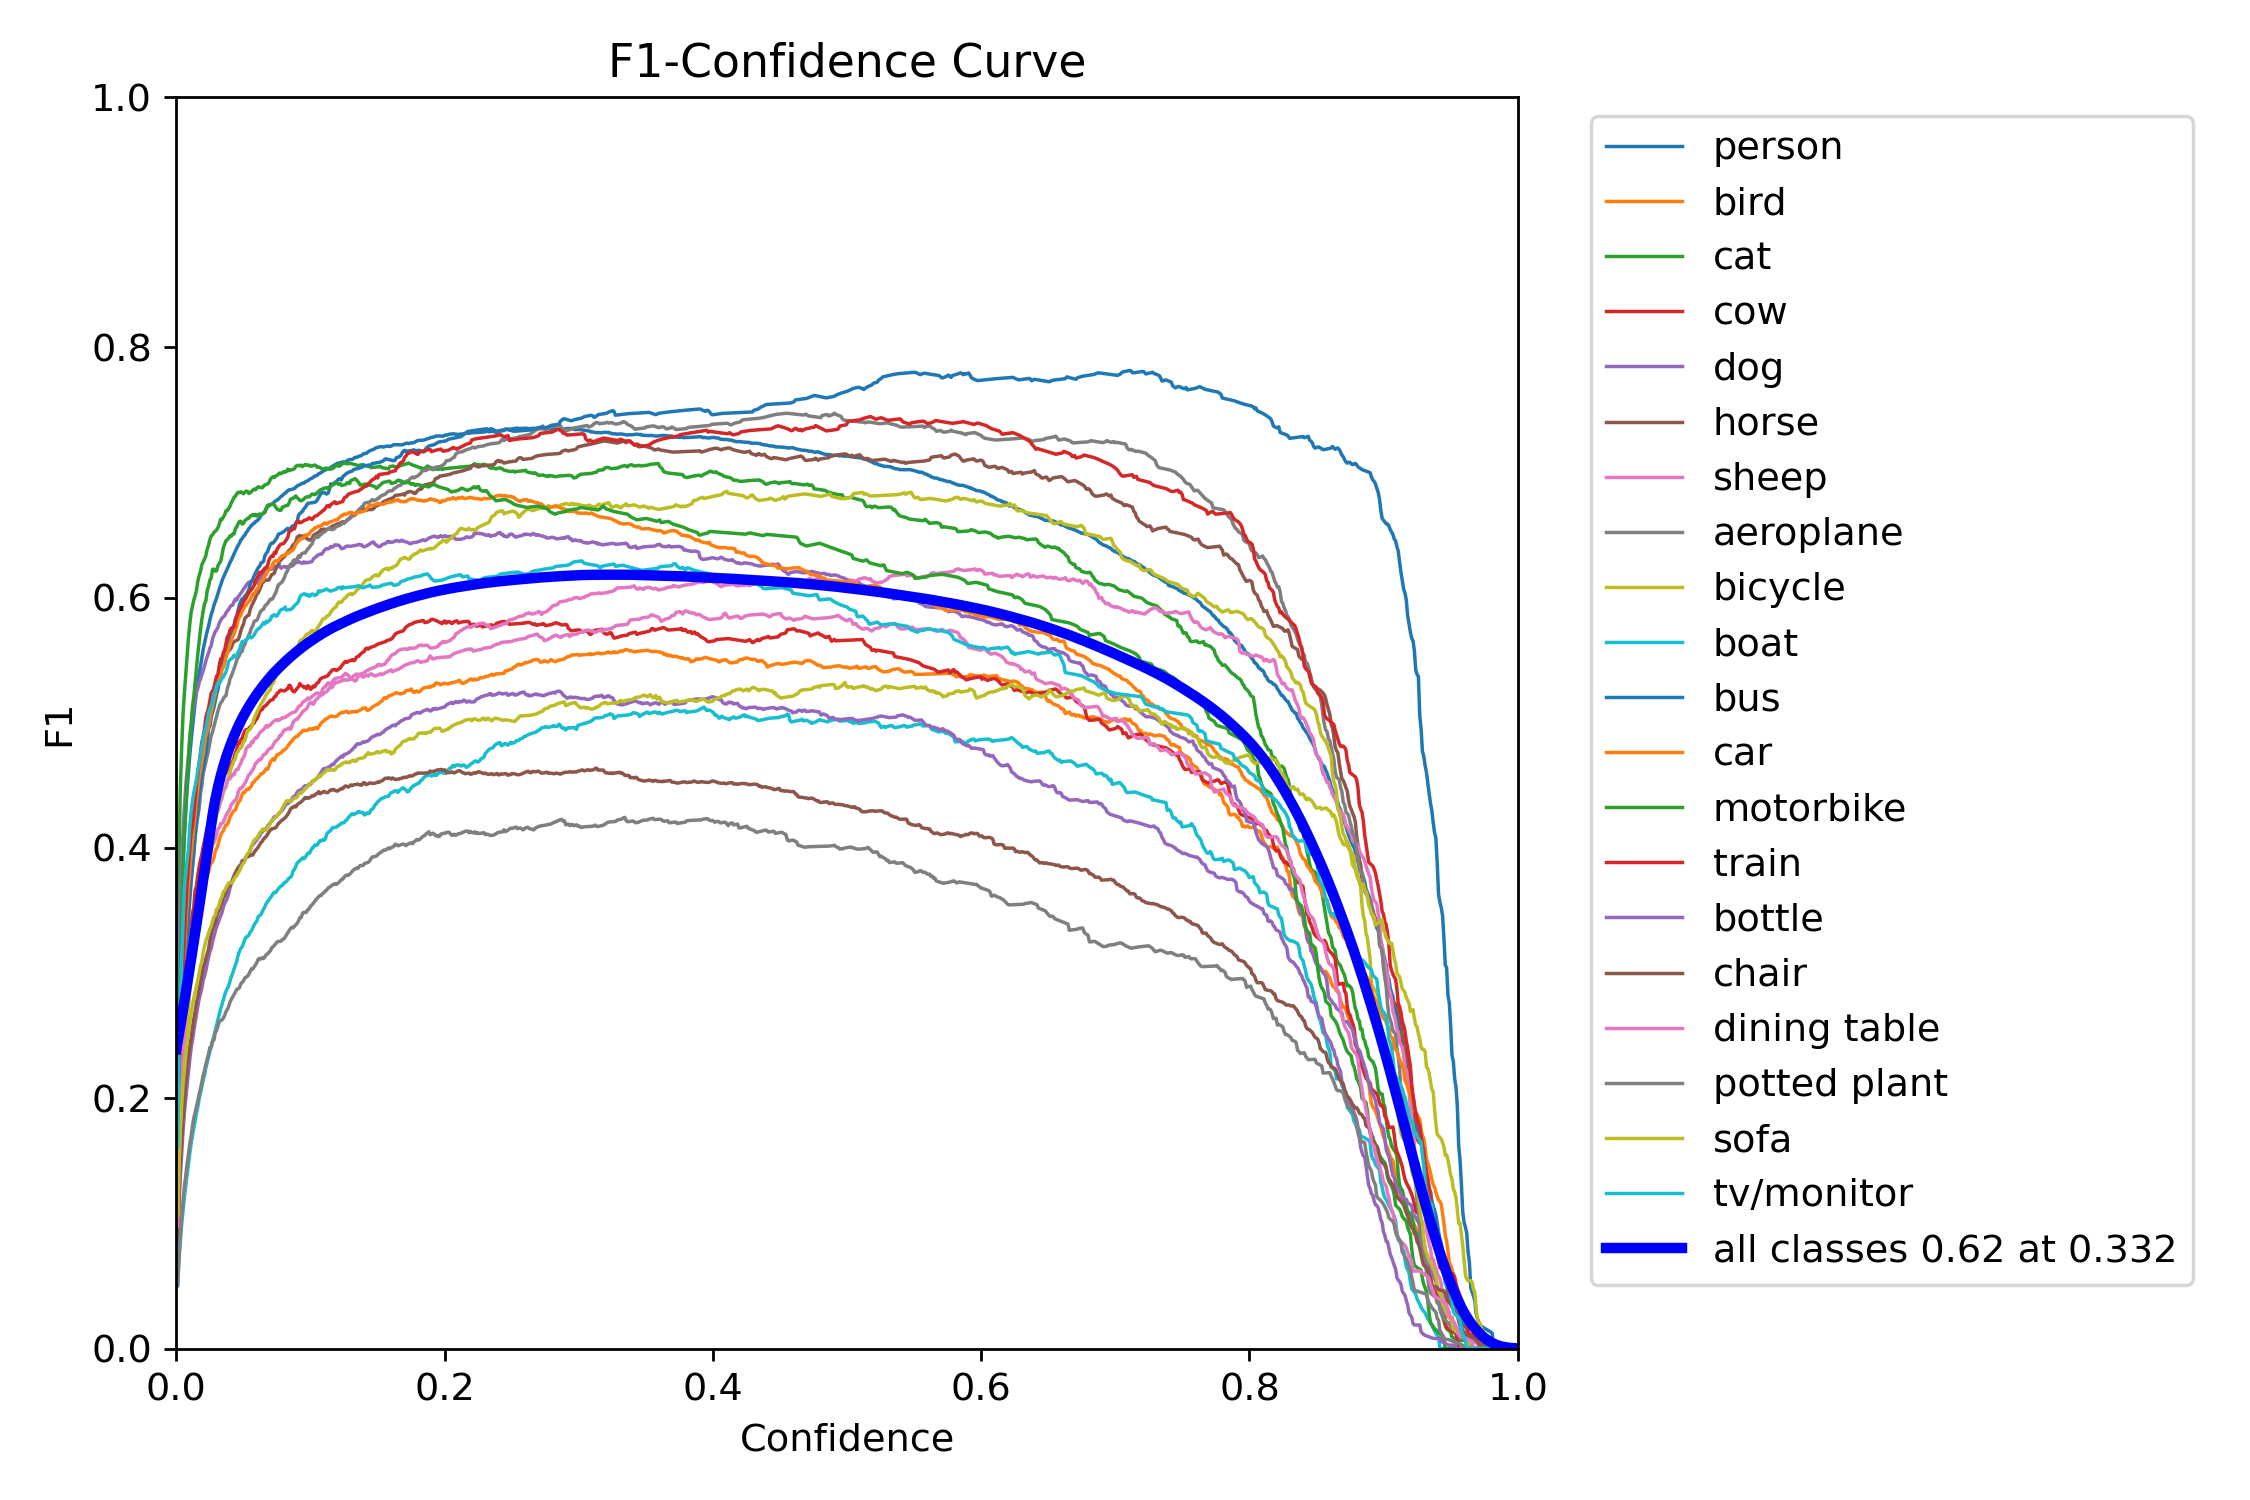 F1-Confidence Curve
1.0
0.8
0.6
0.4
0.2
0.0
F1
0.0 0.2 0.4 0.6 0.8 1.0
Confidence
person
bird
cat
cow
dog
horse
sheep
aeroplane
bicycle
boat
bus
car
motorbike
train
bottle
chair
dining table
potted plant
sofa
tv/monitor
all classes 0.62 at 0.332